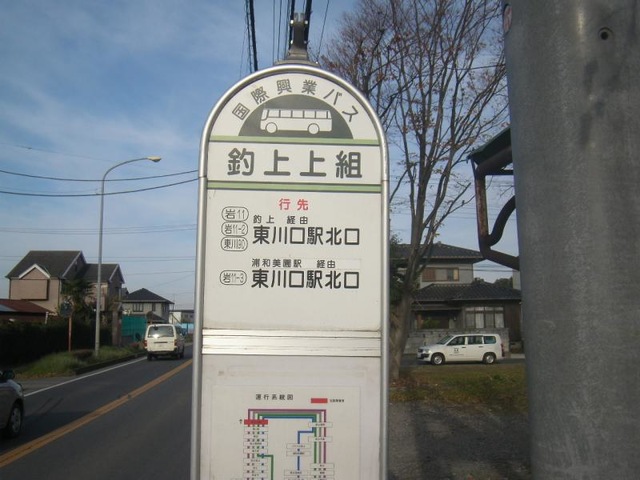 国際興業バス
釣上上組
行先
岩11
釣上 経由
岩11-2
東川口駅北口
東川90
浦和美園駅 経由
岩11-3
東川口駅北口
運行系統図